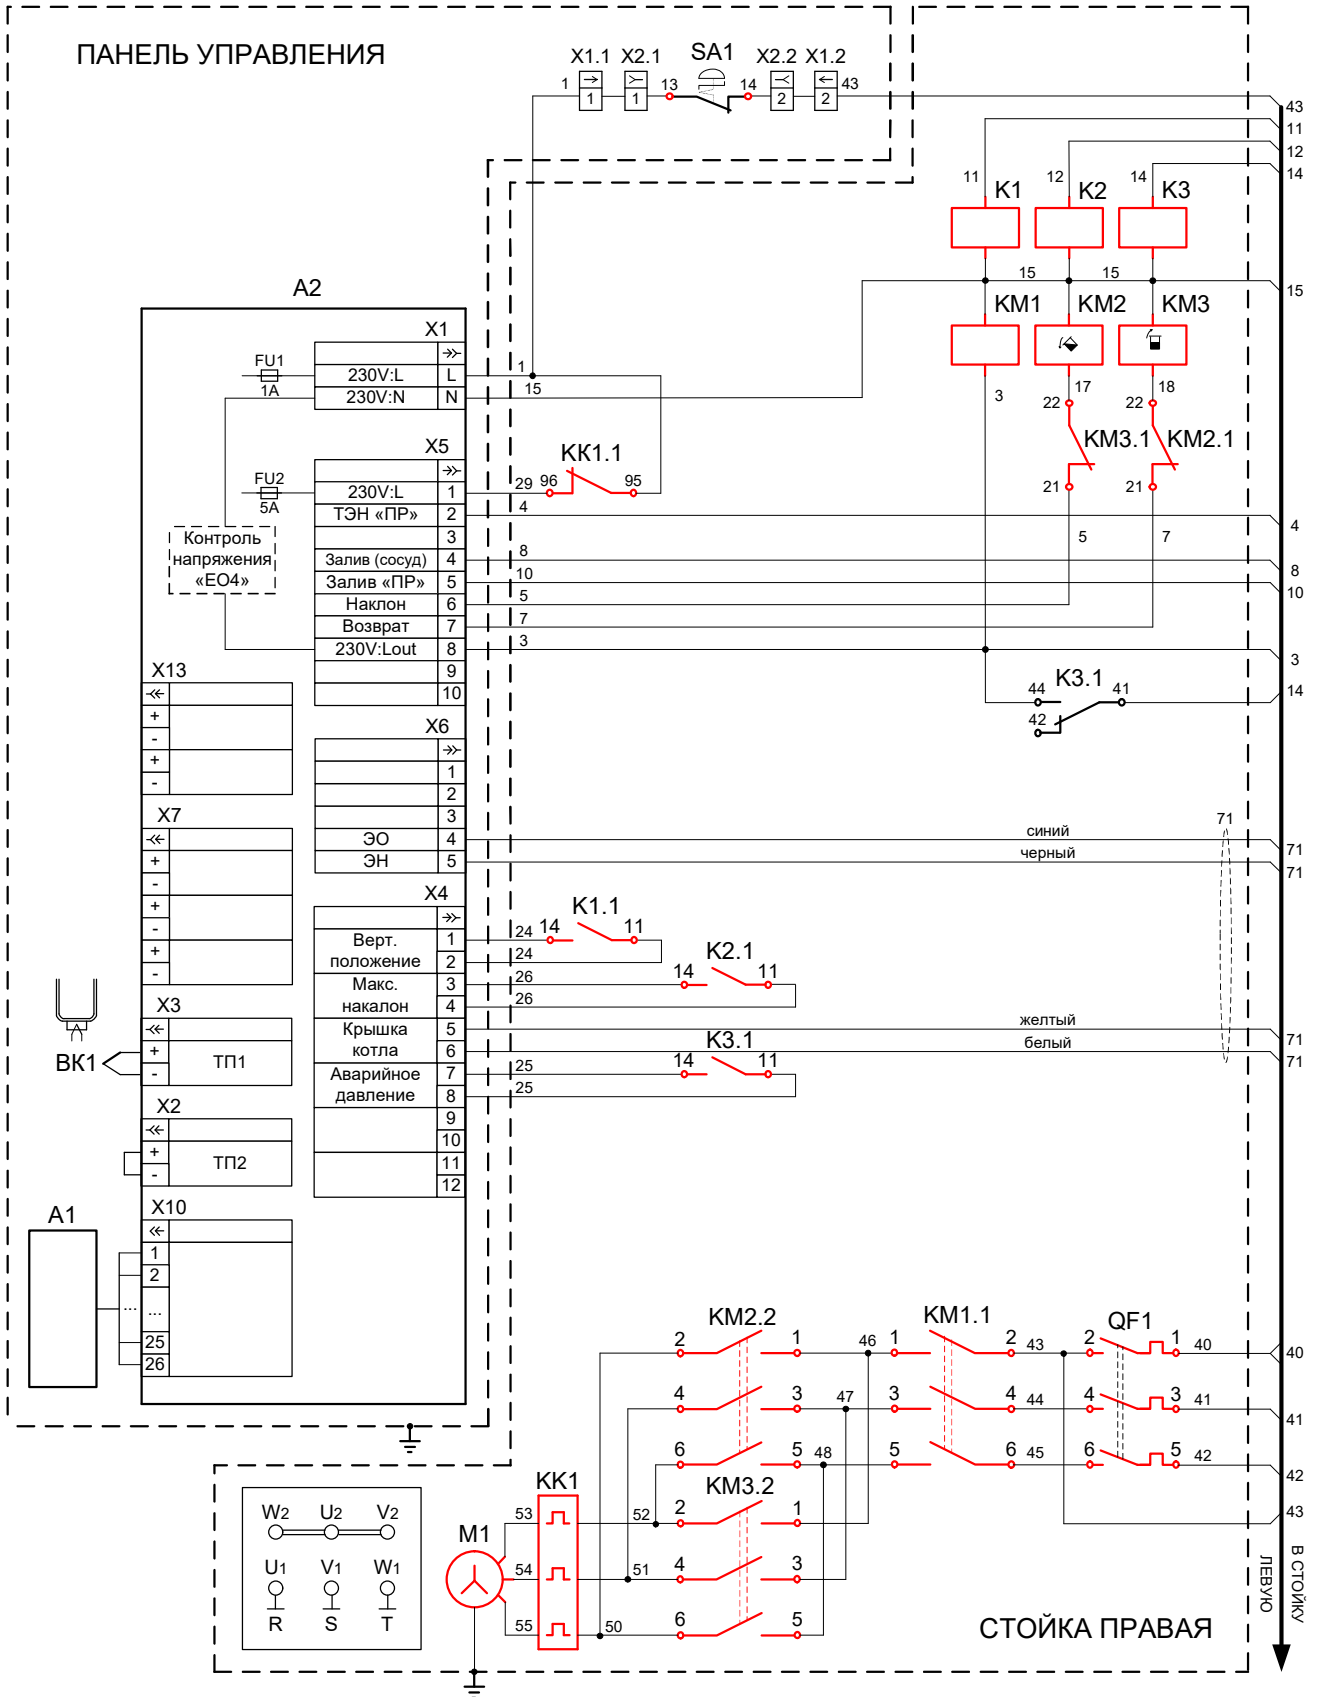 ПАНЕЛЬ УПРАВЛЕНИЯ
X1.1 X2.1 SA1 X2.2 X1.2
1 13 14 43
1 1 2 2
43
11
12
14
11 K1 12 K2 14 K3
15 15
15
KM1 KM2 KM3
3 17 18
22 22
KM3.1 KM2.1
21 21
5 7
A2
X1
FU1
1A
230V:L L 1
230V:N N 15
X5
KK1.1
FU2
5A
29 96 95
230V:L 1
ТЭН «ПР» 2 4 4
3
Залив (сосуд) 4 8 8
Залив «ПР» 5 10 10
Наклон 6 5
Возврат 7 7
230V:Lout 8 3 3
9
10
Контроль
напряжения
«ЕО4»
K3.1
44 41 14
42
X13
+
-
+
-
X6
1
2
3
ЭО 4 синий 71
ЭН 5 черный 71
71
X7
+
-
+
-
+
-
X4
Верт.
положение
1 24 14 K1.1 11
2 24
Макс.
накалон
3 26 14 K2.1 11
4 26
Крышка
котла
5 желтый 71
6 белый 71
Аварийное
давление
7 25 14 K3.1 11
8 25
9
10
11
12
X3
BK1
+
-
ТП1
X2
+
-
ТП2
A1
X10
1
2
... ...
25
26
KM2.2 KM1.1 QF1
2 1 46 1 2 43 2 1 40 40
4 3 47 3 4 44 4 3 41 41
6 5 48 5 6 45 6 5 42 42
43
KK1 KM3.2
M1
53 52 2 1
54 51 4 3
55 50 6 5
W2 U2 V2
U1 V1 W1
R S T
СТОЙКА ПРАВАЯ
В СТОЙКУ
ЛЕВУЮ